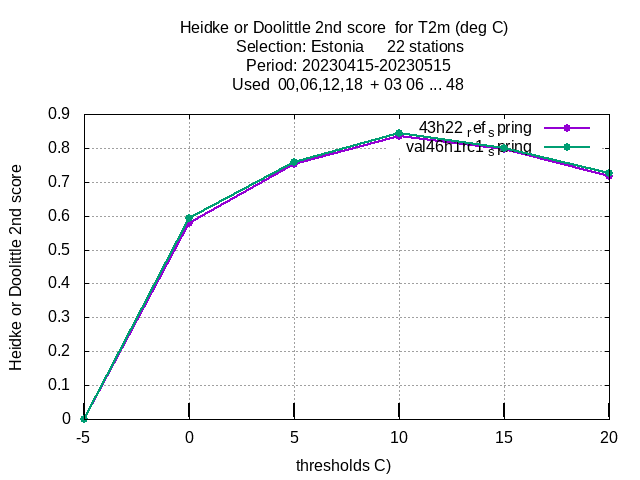 Heidke or Doolittle 2nd score  for T2m (deg C)
Selection: Estonia     22 stations
Period: 20230415-20230515
Used  00,06,12,18  + 03 06 ... 48
Heidke or Doolittle 2nd score
0.9
0.8
0.7
0.6
0.5
0.4
0.3
0.2
0.1
0
43h22 ref spring
val46h1rc1 spring
-5 0 5 10 15 20
thresholds C)